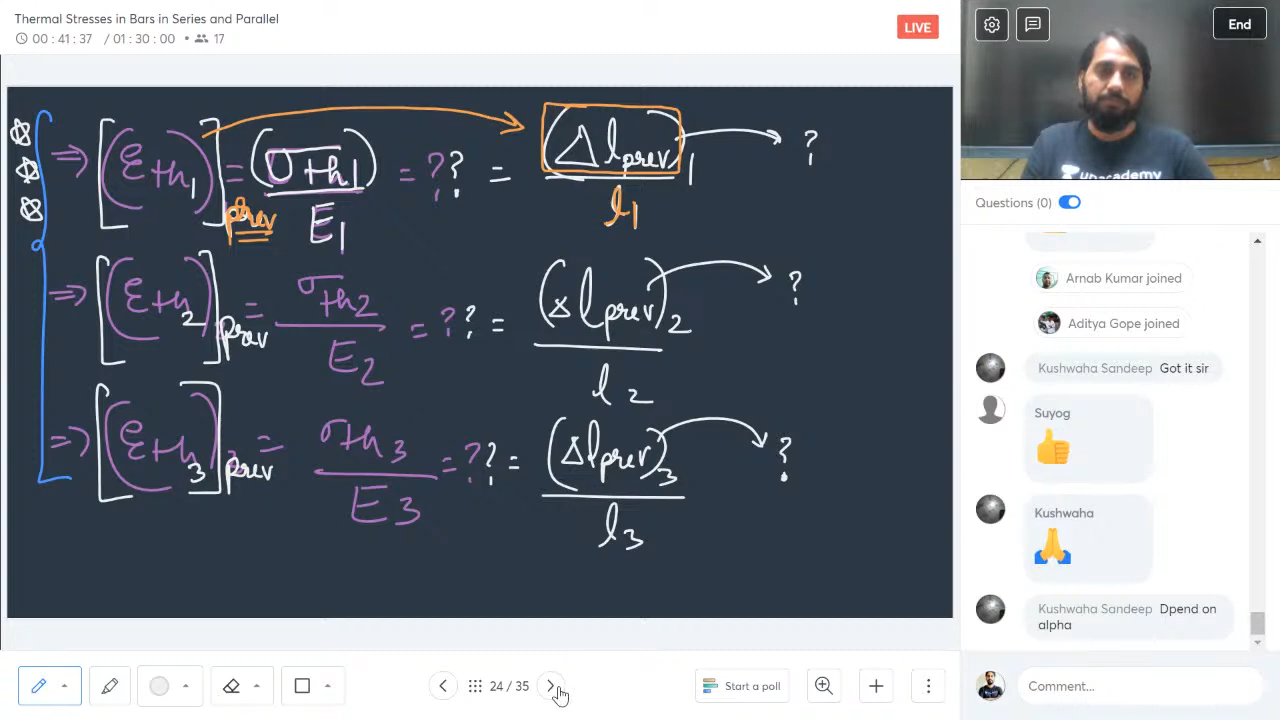 Thermal Stresses in Bars in Series and Parallel
00 : 41 : 37 / 01 : 30 : 00 • 17
LIVE
End
⇒ [(εth1)]prev = (σth1)/E1 = ?? = (Δlprev)1/l1 → ?
⇒ [(εth2)]prev = σth2/E2 = ?? = (Δlprev)2/l2 → ?
⇒ [(εth3)]prev = σth3/E3 = ?? = (Δlprev)3/l3 → ?
Questions (0)
Arnab Kumar joined
Aditya Gope joined
Kushwaha Sandeep Got it sir
Suyog
👍
Kushwaha
🙏
Kushwaha Sandeep Dpend on
alpha
24 / 35
Start a poll
Comment...